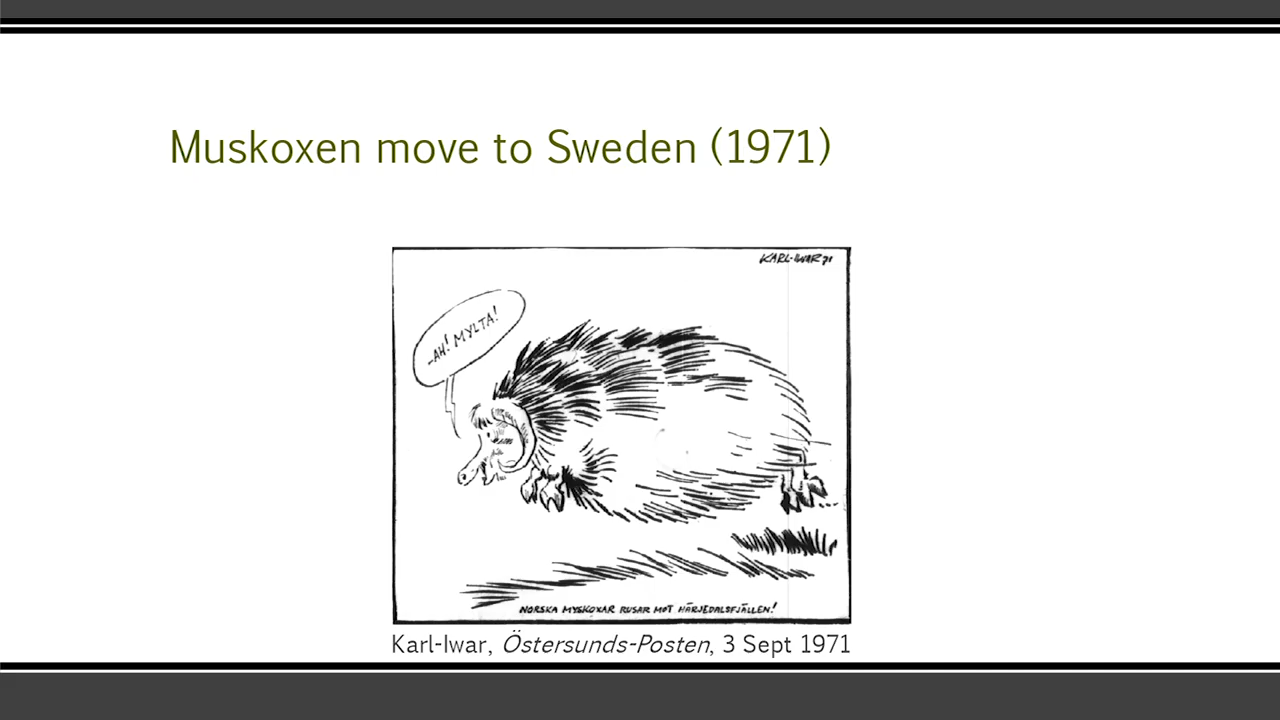 Muskoxen move to Sweden (1971)
KARL-IWAR 71
-AH! MYLTA!
NORSKA MYSKOXAR RUSAR MOT HÄRJEDALSFJÄLLEN!
Karl-Iwar, Östersunds-Posten, 3 Sept 1971